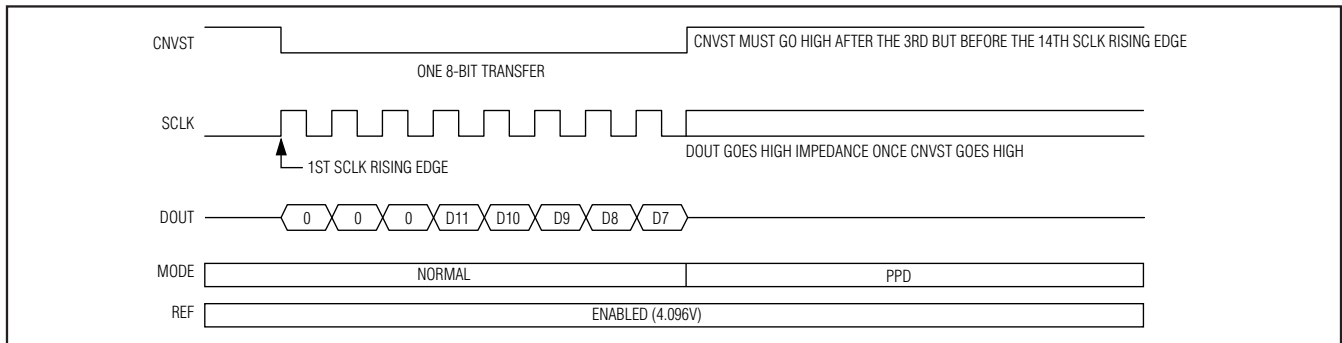 CNVST
CNVST MUST GO HIGH AFTER THE 3RD BUT BEFORE THE 14TH SCLK RISING EDGE
ONE 8-BIT TRANSFER
SCLK
DOUT GOES HIGH IMPEDANCE ONCE CNVST GOES HIGH
1ST SCLK RISING EDGE
DOUT 0 0 0 D11 D10 D9 D8 D7
MODE NORMAL PPD
REF ENABLED (4.096V)